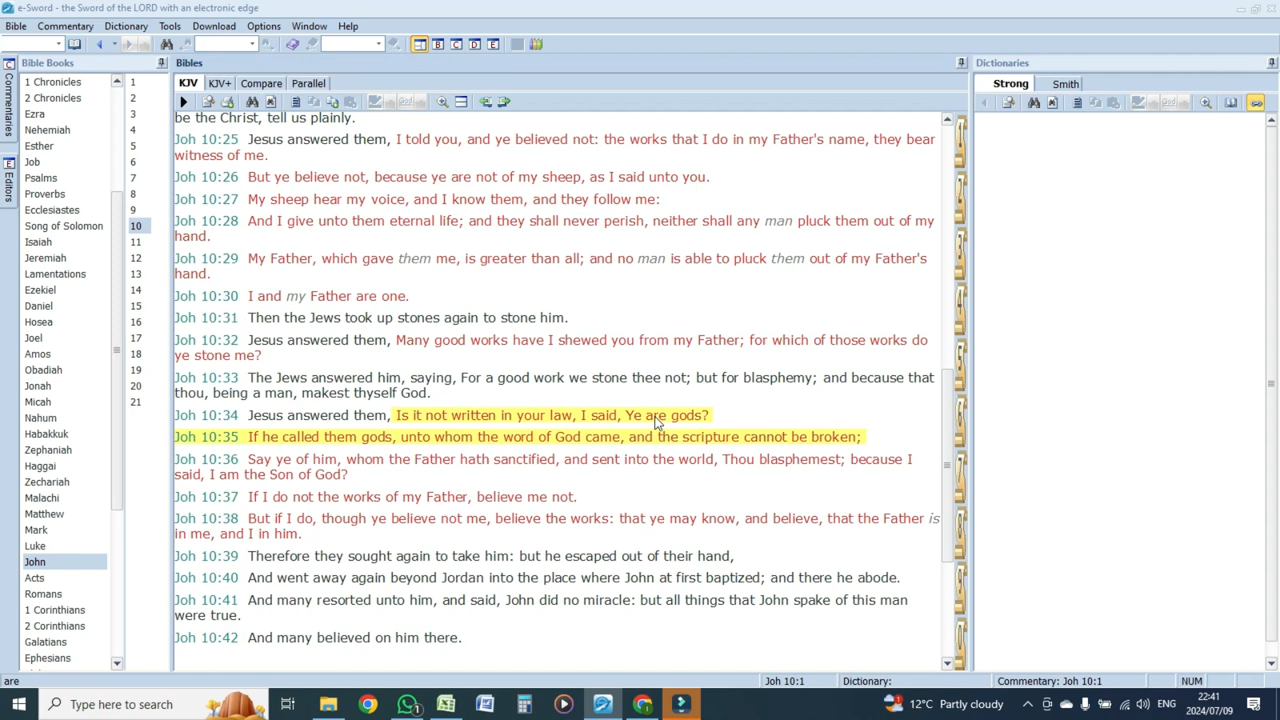 e-Sword - the Sword of the LORD with an electronic edge
Bible Commentary Dictionary Tools Download Options Window Help
B C D E
Commentaries
Editors
Bible Books
1 Chronicles
2 Chronicles
Ezra
Nehemiah
Esther
Job
Psalms
Proverbs
Ecclesiastes
Song of Solomon
Isaiah
Jeremiah
Lamentations
Ezekiel
Daniel
Hosea
Joel
Amos
Obadiah
Jonah
Micah
Nahum
Habakkuk
Zephaniah
Haggai
Zechariah
Malachi
Matthew
Mark
Luke
John
Acts
Romans
1 Corinthians
2 Corinthians
Galatians
Ephesians
1
2
3
4
5
6
7
8
9
10
11
12
13
14
15
16
17
18
19
20
21
Bibles
KJV KJV+ Compare Parallel
God
be the Christ, tell us plainly.
Joh 10:25 Jesus answered them, I told you, and ye believed not: the works that I do in my Father's name, they bear
witness of me.
Joh 10:26 But ye believe not, because ye are not of my sheep, as I said unto you.
Joh 10:27 My sheep hear my voice, and I know them, and they follow me:
Joh 10:28 And I give unto them eternal life; and they shall never perish, neither shall any man pluck them out of my
hand.
Joh 10:29 My Father, which gave them me, is greater than all; and no man is able to pluck them out of my Father's
hand.
Joh 10:30 I and my Father are one.
Joh 10:31 Then the Jews took up stones again to stone him.
Joh 10:32 Jesus answered them, Many good works have I shewed you from my Father; for which of those works do
ye stone me?
Joh 10:33 The Jews answered him, saying, For a good work we stone thee not; but for blasphemy; and because that
thou, being a man, makest thyself God.
Joh 10:34 Jesus answered them, Is it not written in your law, I said, Ye are gods?
Joh 10:35 If he called them gods, unto whom the word of God came, and the scripture cannot be broken;
Joh 10:36 Say ye of him, whom the Father hath sanctified, and sent into the world, Thou blasphemest; because I
said, I am the Son of God?
Joh 10:37 If I do not the works of my Father, believe me not.
Joh 10:38 But if I do, though ye believe not me, believe the works: that ye may know, and believe, that the Father is
in me, and I in him.
Joh 10:39 Therefore they sought again to take him: but he escaped out of their hand,
Joh 10:40 And went away again beyond Jordan into the place where John at first baptized; and there he abode.
Joh 10:41 And many resorted unto him, and said, John did no miracle: but all things that John spake of this man
were true.
Joh 10:42 And many believed on him there.
Dictionaries
Strong Smith
God
are
Joh 10:1 Dictionary: Commentary: Joh 10:1 NUM
Type here to search
12°C Partly cloudy
ENG
22:41
2024/07/09